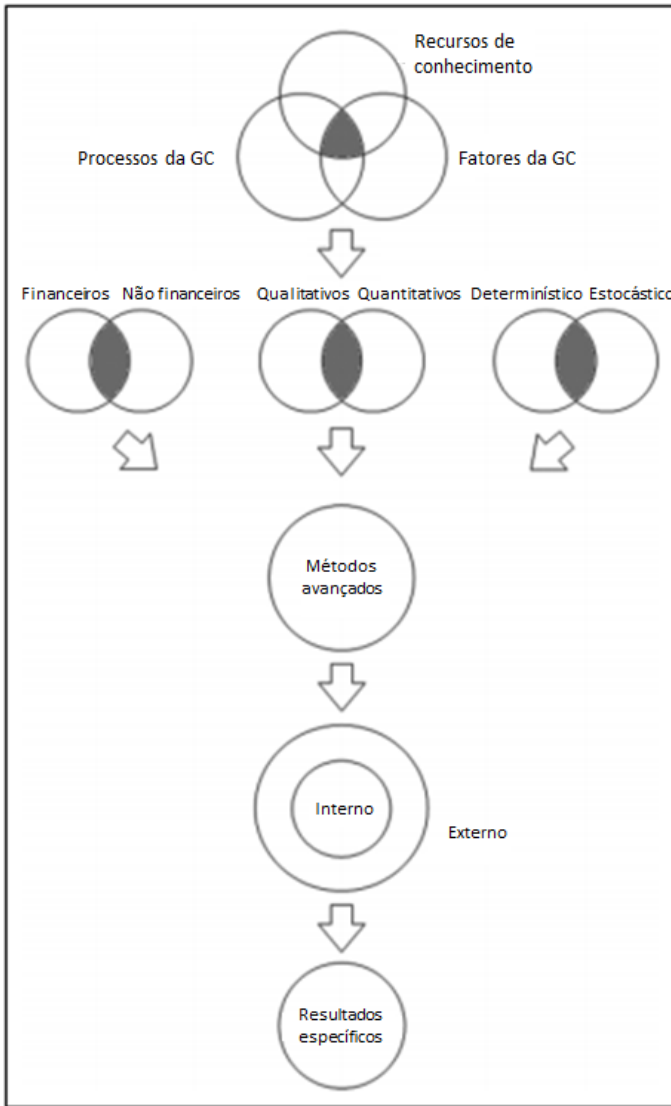 Recursos de
conhecimento
Processos da GC
Fatores da GC
Financeiros Não financeiros Qualitativos Quantitativos Determinístico Estocástico
Métodos
avançados
Interno
Externo
Resultados
específicos